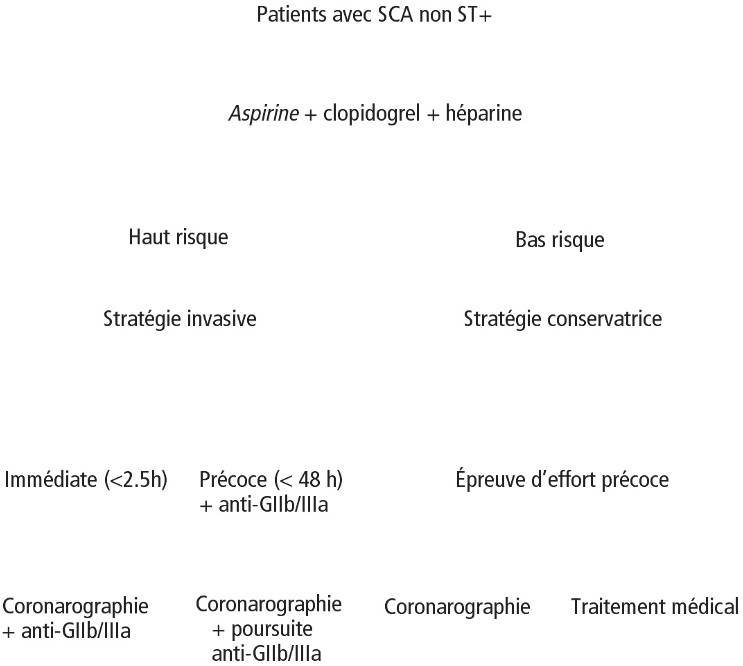 Patients avec SCA non ST+
Aspirine + clopidogrel + héparine
Haut risque
Bas risque
Stratégie invasive
Stratégie conservatrice
Immédiate (<2.5h)
Précoce (< 48 h)
+ anti-GIIb/IIIa
Épreuve d'effort précoce
Coronarographie
+ anti-GIIb/IIIa
Coronarographie
+ poursuite
anti-GIIb/IIIa
Coronarographie
Traitement médical